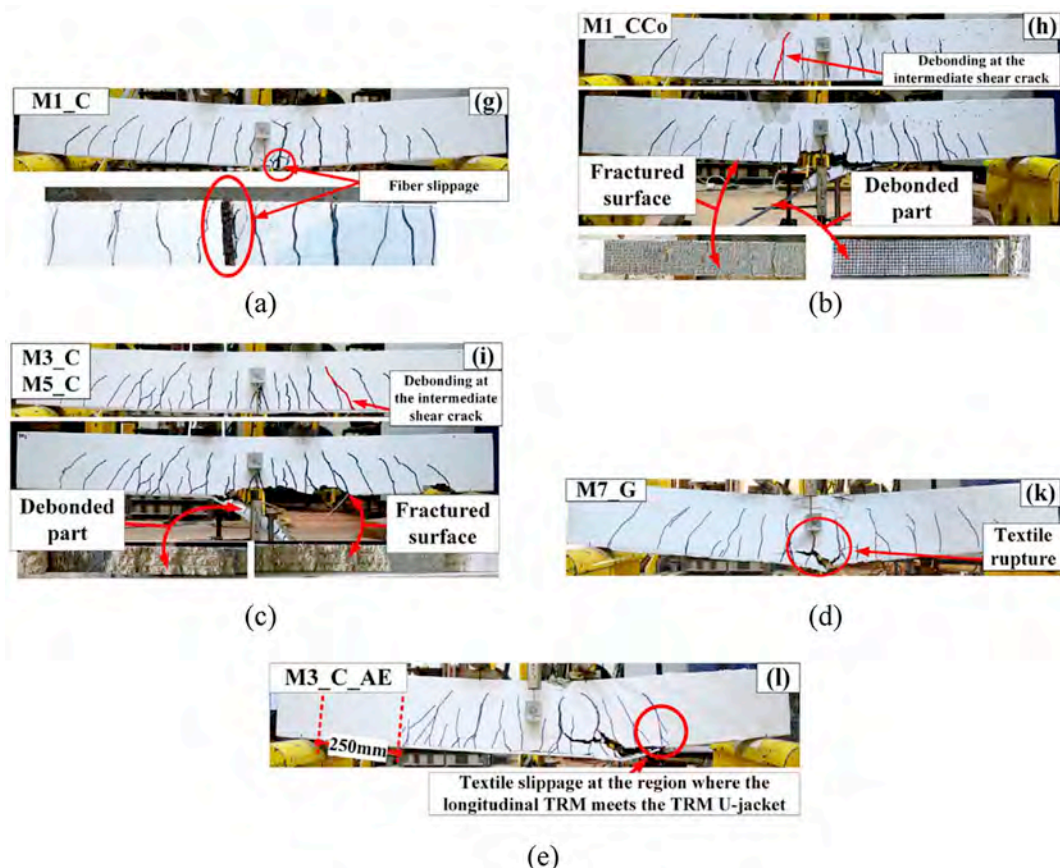 M1_C
(g)
Fiber slippage
(a)
M1_CCo
(h)
Debonding at the
intermediate shear crack
Fractured
surface
Debonded
part
(b)
M3_C
M5_C
(i)
Debonding at
the intermediate
shear crack
Debonded
part
Fractured
surface
(c)
M7_G
(k)
Textile
rupture
(d)
M3_C_AE
(l)
250mm
Textile slippage at the region where the
longitudinal TRM meets the TRM U-jacket
(e)